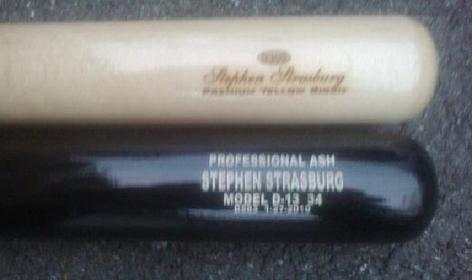 Stephen Strasburg
PREMIUM YELLOW BIRCH
PROFESSIONAL ASH
STEPHEN STRASBURG
MODEL D-13 34